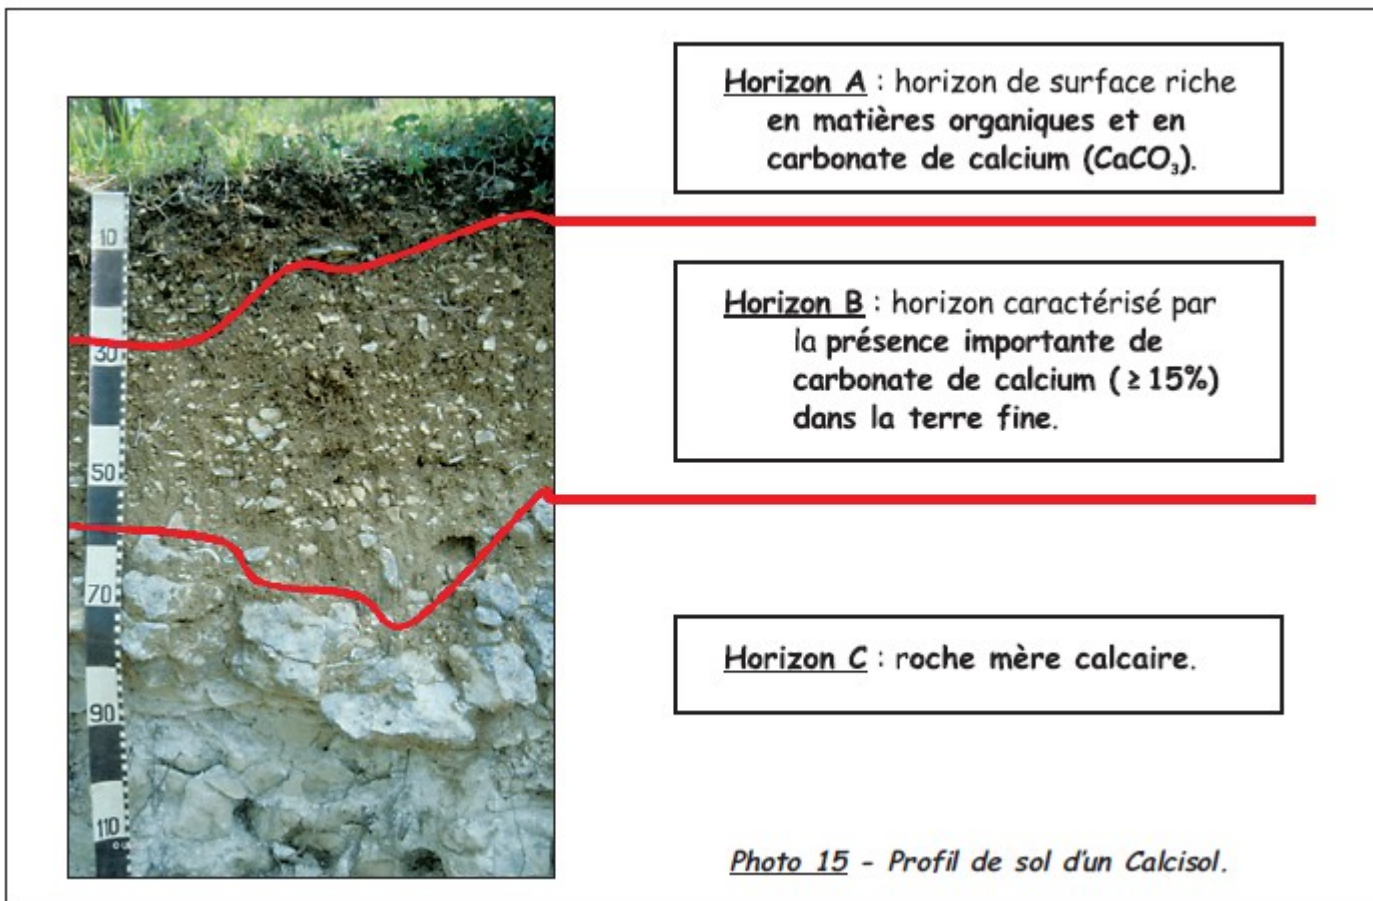 Horizon A : horizon de surface riche
en matières organiques et en
carbonate de calcium (CaCO₃).
10
30
50
70
90
110
Horizon B : horizon caractérisé par
la présence importante de
carbonate de calcium (≥ 15%)
dans la terre fine.
Horizon C : roche mère calcaire.
Photo 15 - Profil de sol d'un Calcisol.